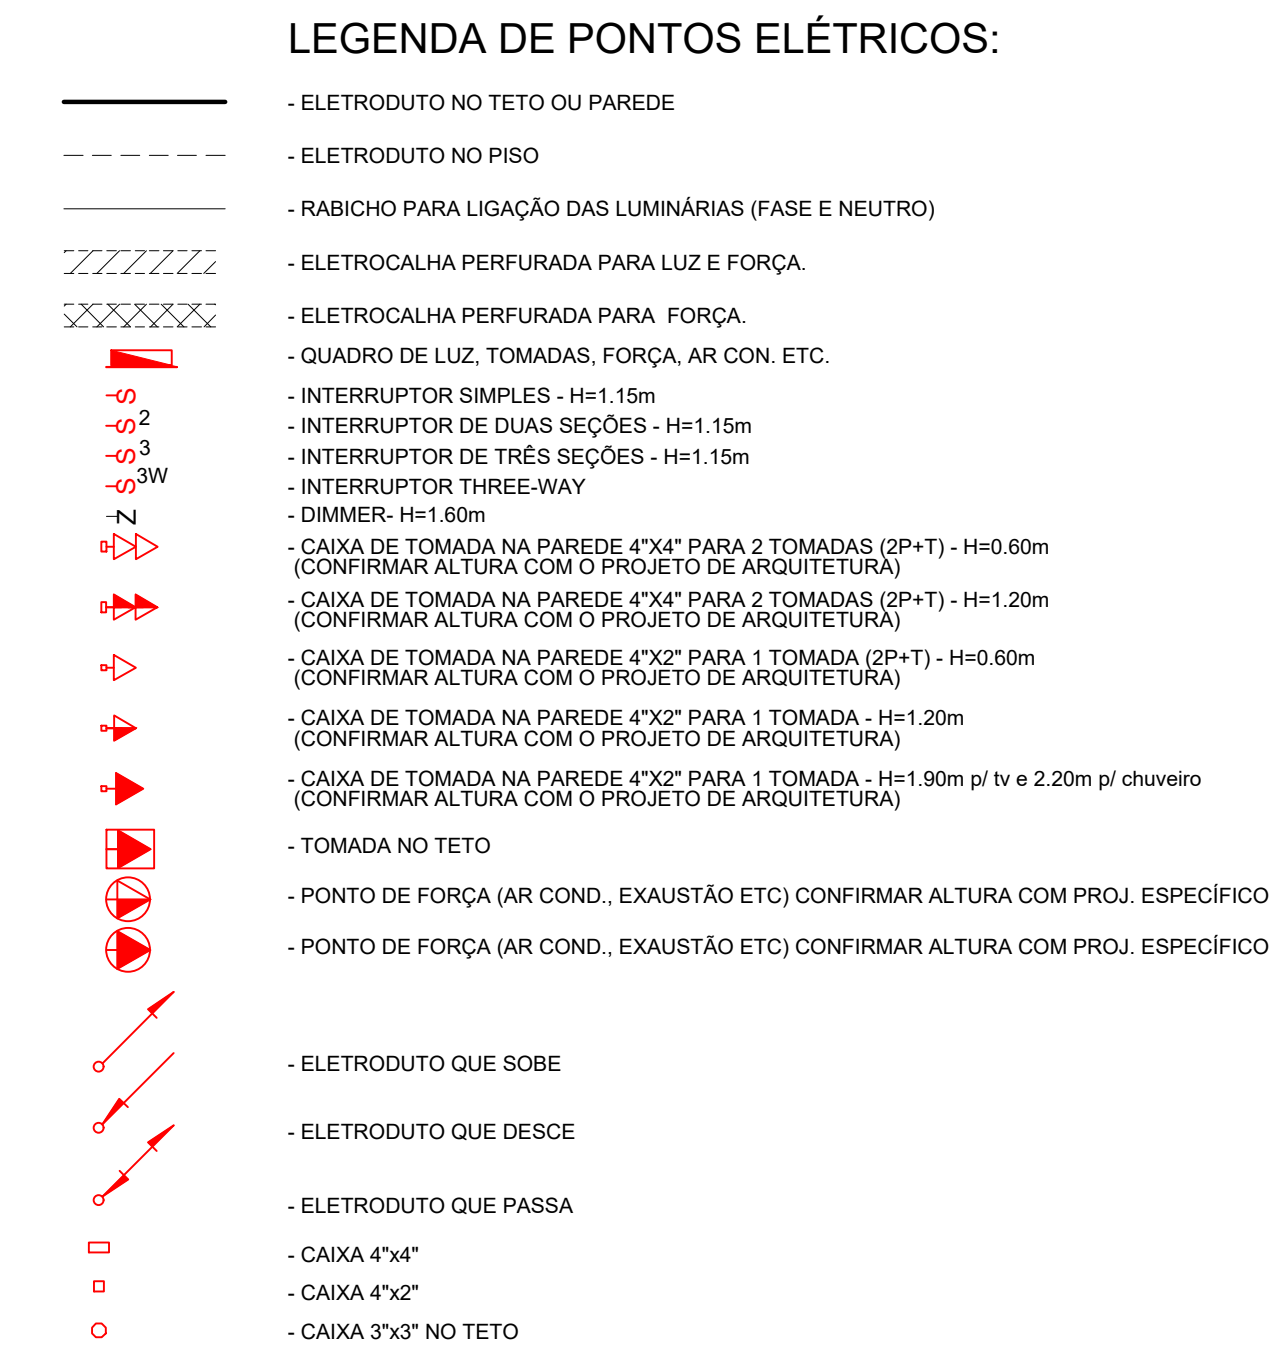 LEGENDA DE PONTOS ELÉTRICOS:
- ELETRODUTO NO TETO OU PAREDE
- ELETRODUTO NO PISO
- RABICHO PARA LIGAÇÃO DAS LUMINÁRIAS (FASE E NEUTRO)
- ELETROCALHA PERFURADA PARA LUZ E FORÇA.
- ELETROCALHA PERFURADA PARA FORÇA.
- QUADRO DE LUZ, TOMADAS, FORÇA, AR CON. ETC.
S - INTERRUPTOR SIMPLES - H=1.15m
S 2 - INTERRUPTOR DE DUAS SEÇÕES - H=1.15m
S 3 - INTERRUPTOR DE TRÊS SEÇÕES - H=1.15m
S 3W - INTERRUPTOR THREE-WAY
Z - DIMMER- H=1.60m
- CAIXA DE TOMADA NA PAREDE 4"X4" PARA 2 TOMADAS (2P+T) - H=0.60m
(CONFIRMAR ALTURA COM O PROJETO DE ARQUITETURA)
- CAIXA DE TOMADA NA PAREDE 4"X4" PARA 2 TOMADAS (2P+T) - H=1.20m
(CONFIRMAR ALTURA COM O PROJETO DE ARQUITETURA)
- CAIXA DE TOMADA NA PAREDE 4"X2" PARA 1 TOMADA (2P+T) - H=0.60m
(CONFIRMAR ALTURA COM O PROJETO DE ARQUITETURA)
- CAIXA DE TOMADA NA PAREDE 4"X2" PARA 1 TOMADA - H=1.20m
(CONFIRMAR ALTURA COM O PROJETO DE ARQUITETURA)
- CAIXA DE TOMADA NA PAREDE 4"X2" PARA 1 TOMADA - H=1.90m p/ tv e 2.20m p/ chuveiro
(CONFIRMAR ALTURA COM O PROJETO DE ARQUITETURA)
- TOMADA NO TETO
- PONTO DE FORÇA (AR COND., EXAUSTÃO ETC) CONFIRMAR ALTURA COM PROJ. ESPECÍFICO
- PONTO DE FORÇA (AR COND., EXAUSTÃO ETC) CONFIRMAR ALTURA COM PROJ. ESPECÍFICO
- ELETRODUTO QUE SOBE
- ELETRODUTO QUE DESCE
- ELETRODUTO QUE PASSA
- CAIXA 4"x4"
- CAIXA 4"x2"
- CAIXA 3"x3" NO TETO